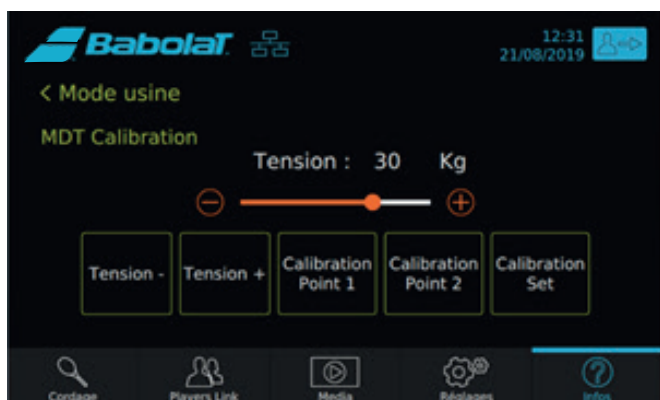 Babolat
12:31
21/08/2019
< Mode usine
MDT Calibration
Tension : 30 Kg
Tension -
Tension +
Calibration
Point 1
Calibration
Point 2
Calibration
Set
Cordage
Players Link
Media
Réglages
Infos